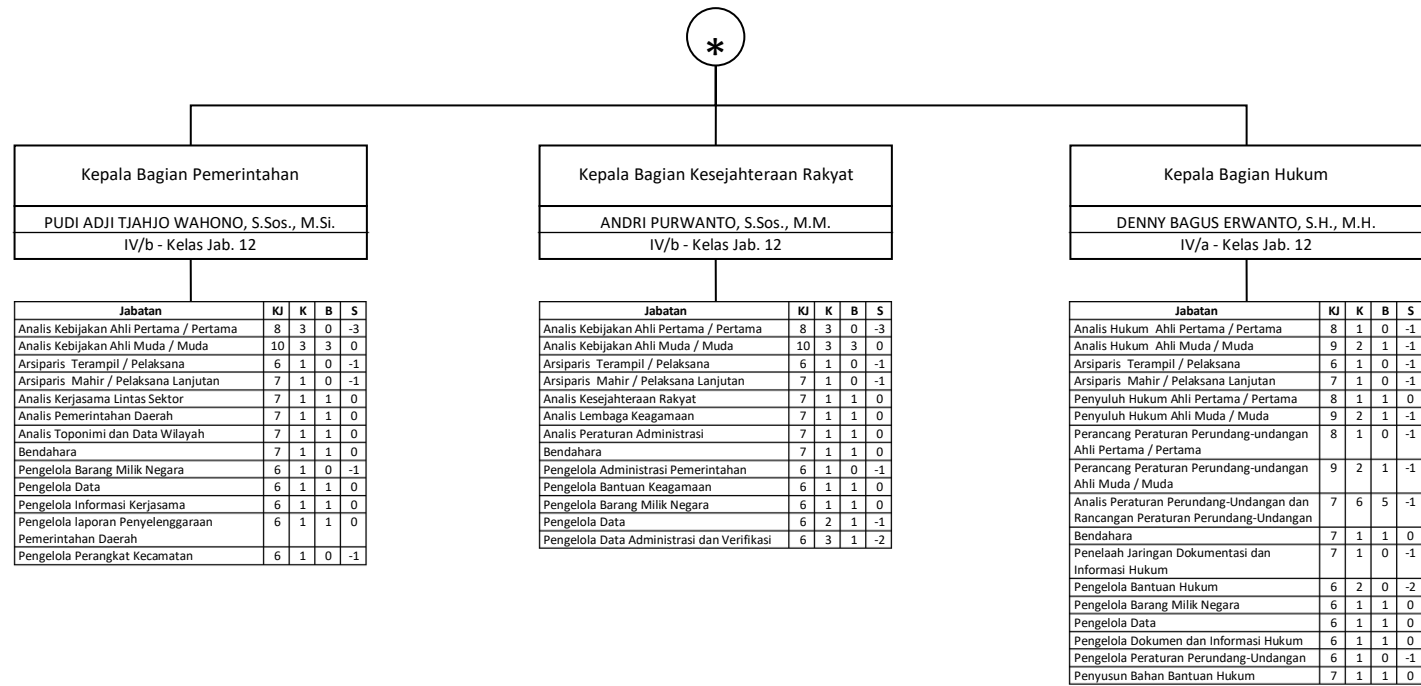 *
Kepala Bagian Pemerintahan
PUDI ADJI TJAHJO WAHONO, S.Sos., M.Si.
IV/b - Kelas Jab. 12
Jabatan KJ K B S
Analis Kebijakan Ahli Pertama / Pertama 8 3 0 -3
Analis Kebijakan Ahli Muda / Muda 10 3 3 0
Arsiparis Terampil / Pelaksana 6 1 0 -1
Arsiparis Mahir / Pelaksana Lanjutan 7 1 0 -1
Analis Kerjasama Lintas Sektor 7 1 1 0
Analis Pemerintahan Daerah 7 1 1 0
Analis Toponimi dan Data Wilayah 7 1 1 0
Bendahara 7 1 1 0
Pengelola Barang Milik Negara 6 1 0 -1
Pengelola Data 6 1 1 0
Pengelola Informasi Kerjasama 6 1 1 0
Pengelola laporan Penyelenggaraan 6 1 1 0
Pemerintahan Daerah
Pengelola Perangkat Kecamatan 6 1 0 -1
Kepala Bagian Kesejahteraan Rakyat
ANDRI PURWANTO, S.Sos., M.M.
IV/b - Kelas Jab. 12
Jabatan KJ K B S
Analis Kebijakan Ahli Pertama / Pertama 8 3 0 -3
Analis Kebijakan Ahli Muda / Muda 10 3 3 0
Arsiparis Terampil / Pelaksana 6 1 0 -1
Arsiparis Mahir / Pelaksana Lanjutan 7 1 0 -1
Analis Kesejahteraan Rakyat 7 1 1 0
Analis Lembaga Keagamaan 7 1 1 0
Analis Peraturan Administrasi 7 1 1 0
Bendahara 7 1 1 0
Pengelola Administrasi Pemerintahan 6 1 0 -1
Pengelola Bantuan Keagamaan 6 1 1 0
Pengelola Barang Milik Negara 6 1 1 0
Pengelola Data 6 2 1 -1
Pengelola Data Administrasi dan Verifikasi 6 3 1 -2
Kepala Bagian Hukum
DENNY BAGUS ERWANTO, S.H., M.H.
IV/a - Kelas Jab. 12
Jabatan KJ K B S
Analis Hukum Ahli Pertama / Pertama 8 1 0 -1
Analis Hukum Ahli Muda / Muda 9 2 1 -1
Arsiparis Terampil / Pelaksana 6 1 0 -1
Arsiparis Mahir / Pelaksana Lanjutan 7 1 0 -1
Penyuluh Hukum Ahli Pertama / Pertama 8 1 1 0
Penyuluh Hukum Ahli Muda / Muda 9 2 1 -1
Perancang Peraturan Perundang-undangan 8 1 0 -1
Ahli Pertama / Pertama
Perancang Peraturan Perundang-undangan 9 2 1 -1
Ahli Muda / Muda
Analis Peraturan Perundang-Undangan dan 7 6 5 -1
Rancangan Peraturan Perundang-Undangan
Bendahara 7 1 1 0
Penelaah Jaringan Dokumentasi dan 7 1 0 -1
Informasi Hukum
Pengelola Bantuan Hukum 6 2 0 -2
Pengelola Barang Milik Negara 6 1 1 0
Pengelola Data 6 1 1 0
Pengelola Dokumen dan Informasi Hukum 6 1 1 0
Pengelola Peraturan Perundang-Undangan 6 1 0 -1
Penyusun Bahan Bantuan Hukum 7 1 1 0